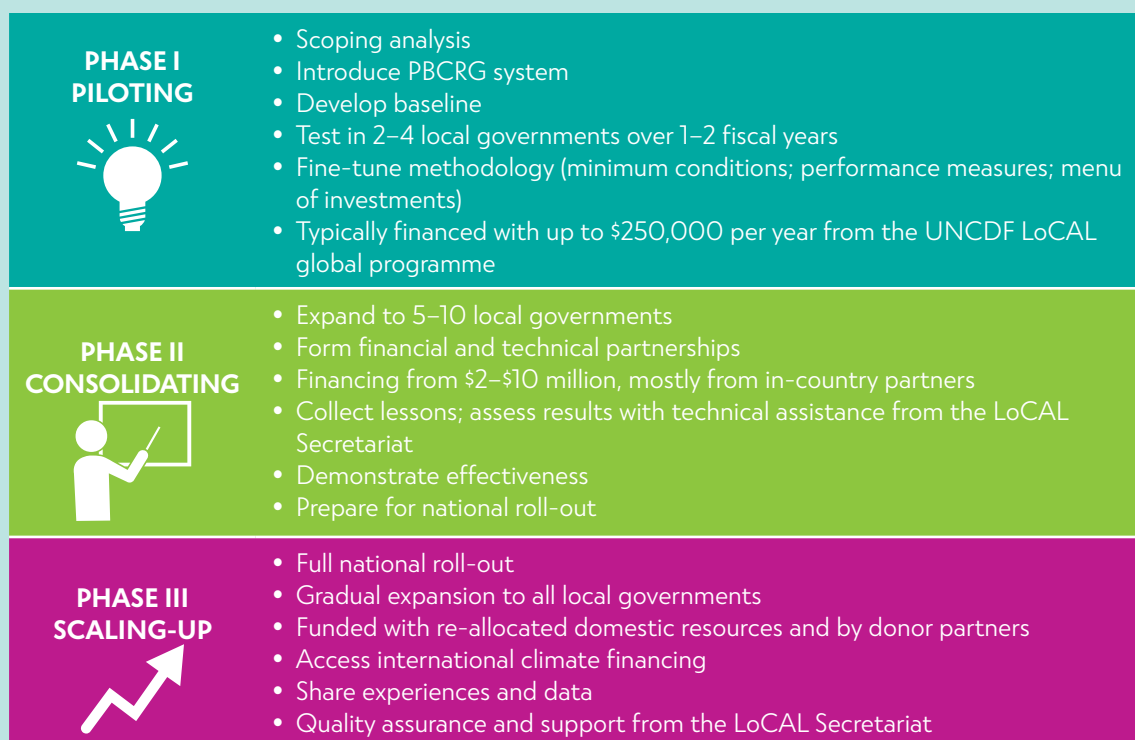 PHASE I
PILOTING
• Scoping analysis
• Introduce PBCRG system
• Develop baseline
• Test in 2–4 local governments over 1–2 fiscal years
• Fine-tune methodology (minimum conditions; performance measures; menu
of investments)
• Typically financed with up to $250,000 per year from the UNCDF LoCAL
global programme
PHASE II
CONSOLIDATING
• Expand to 5–10 local governments
• Form financial and technical partnerships
• Financing from $2–$10 million, mostly from in-country partners
• Collect lessons; assess results with technical assistance from the LoCAL
Secretariat
• Demonstrate effectiveness
• Prepare for national roll-out
PHASE III
SCALING-UP
• Full national roll-out
• Gradual expansion to all local governments
• Funded with re-allocated domestic resources and by donor partners
• Access international climate financing
• Share experiences and data
• Quality assurance and support from the LoCAL Secretariat